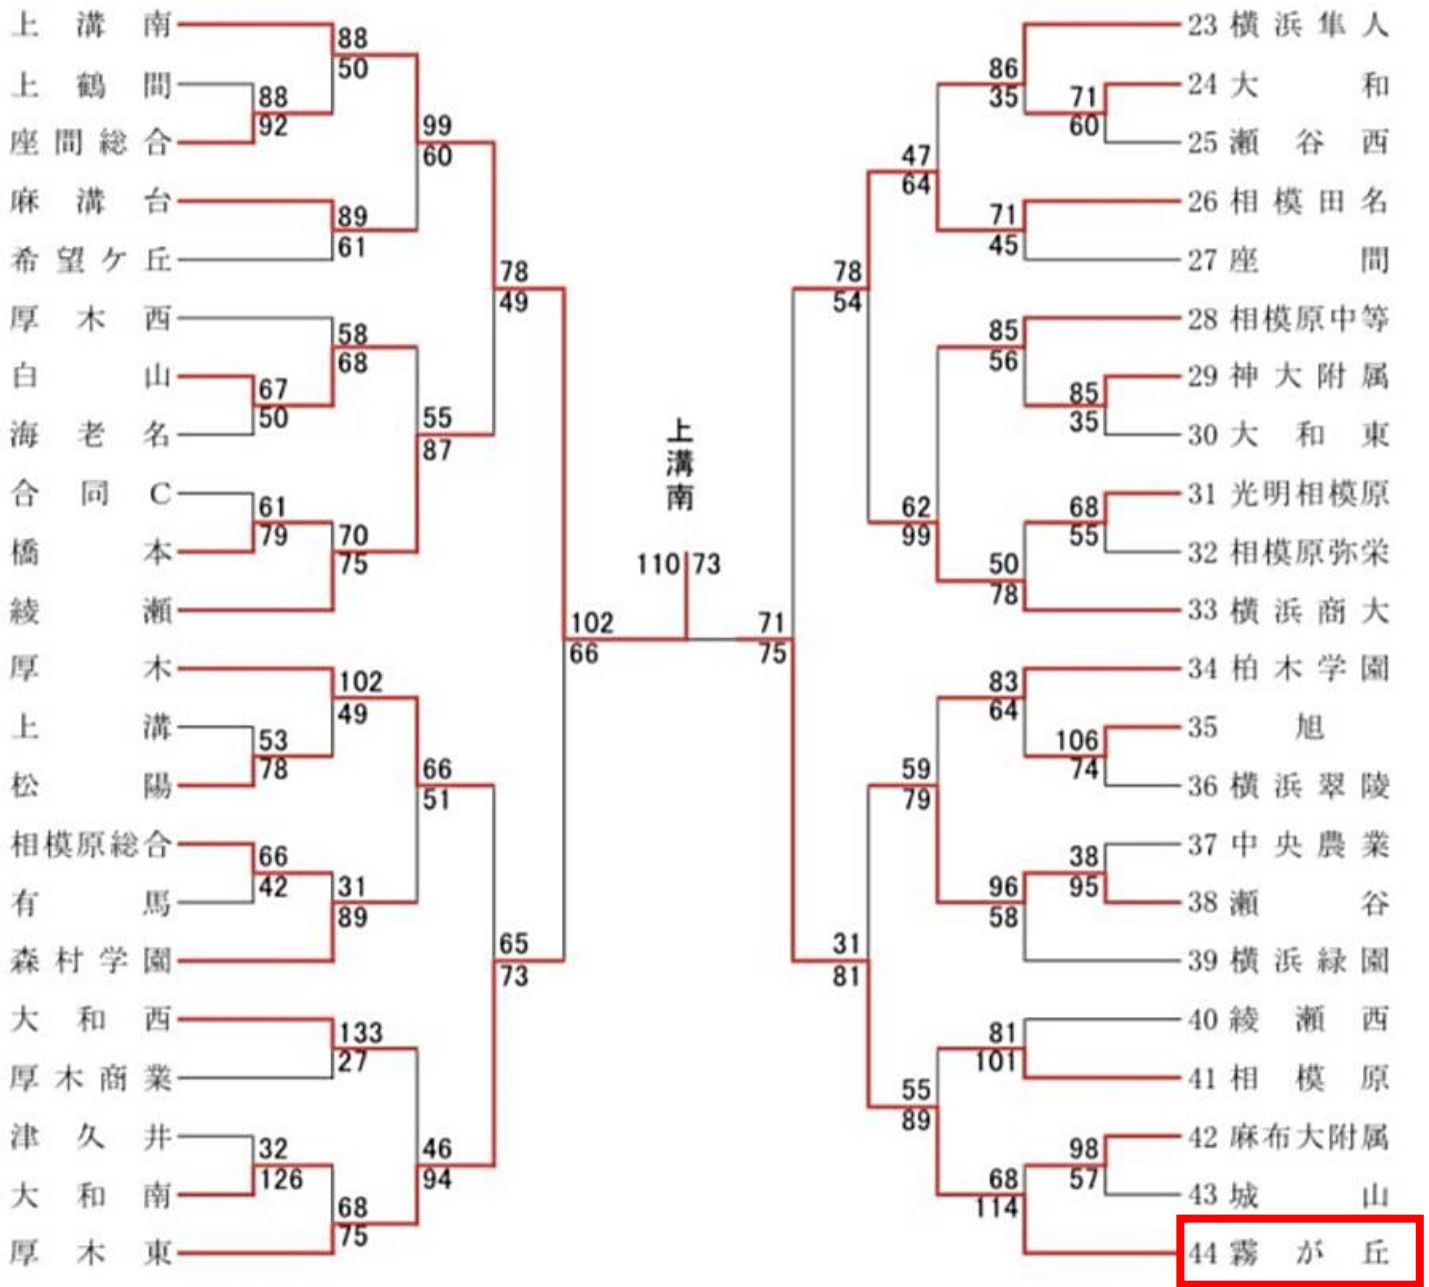 上溝南
88
50
上鶴間
88
92
座間総合
99
60
麻溝台
89
61
希望ケ丘
78
49
厚木西
58
68
白山
67
50
海老名
55
87
合同C
61
79
橋本
70
75
綾瀬
102
66
厚木
102
49
上溝
53
78
松陽
66
51
相模原総合
66
42
有馬
31
89
森村学園
65
73
大和西
133
27
厚木商業
津久井
32
126
大和南
46
94
68
75
厚木東
上溝南
110 73
23 横浜隼人
86
35
24 大和
71
60
25 瀬谷西
47
64
26 相模田名
71
45
27 座間
78
54
28 相模原中等
85
56
29 神大附属
85
35
30 大和東
31 光明相模原
68
55
32 相模原弥栄
62
99
50
78
33 横浜商大
71
75
34 柏木学園
83
64
35 旭
106
74
36 横浜翠陵
59
79
37 中央農業
38
95
38 瀬谷
96
58
39 横浜緑園
31
81
40 綾瀬西
81
101
41 相模原
55
89
42 麻布大附属
98
57
43 城山
68
114
44 霧が丘